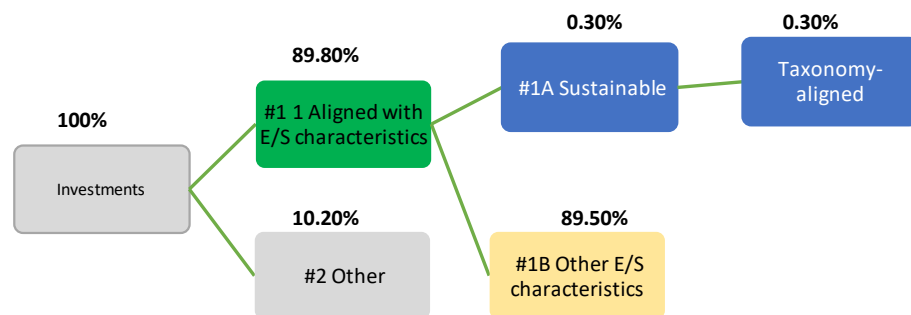 0.30%
0.30%
89.80%
#1A Sustainable
Taxonomy-
aligned
100%
#1 1 Aligned with
E/S characteristics
Investments
10.20%
89.50%
#2 Other
#1B Other E/S
characteristics